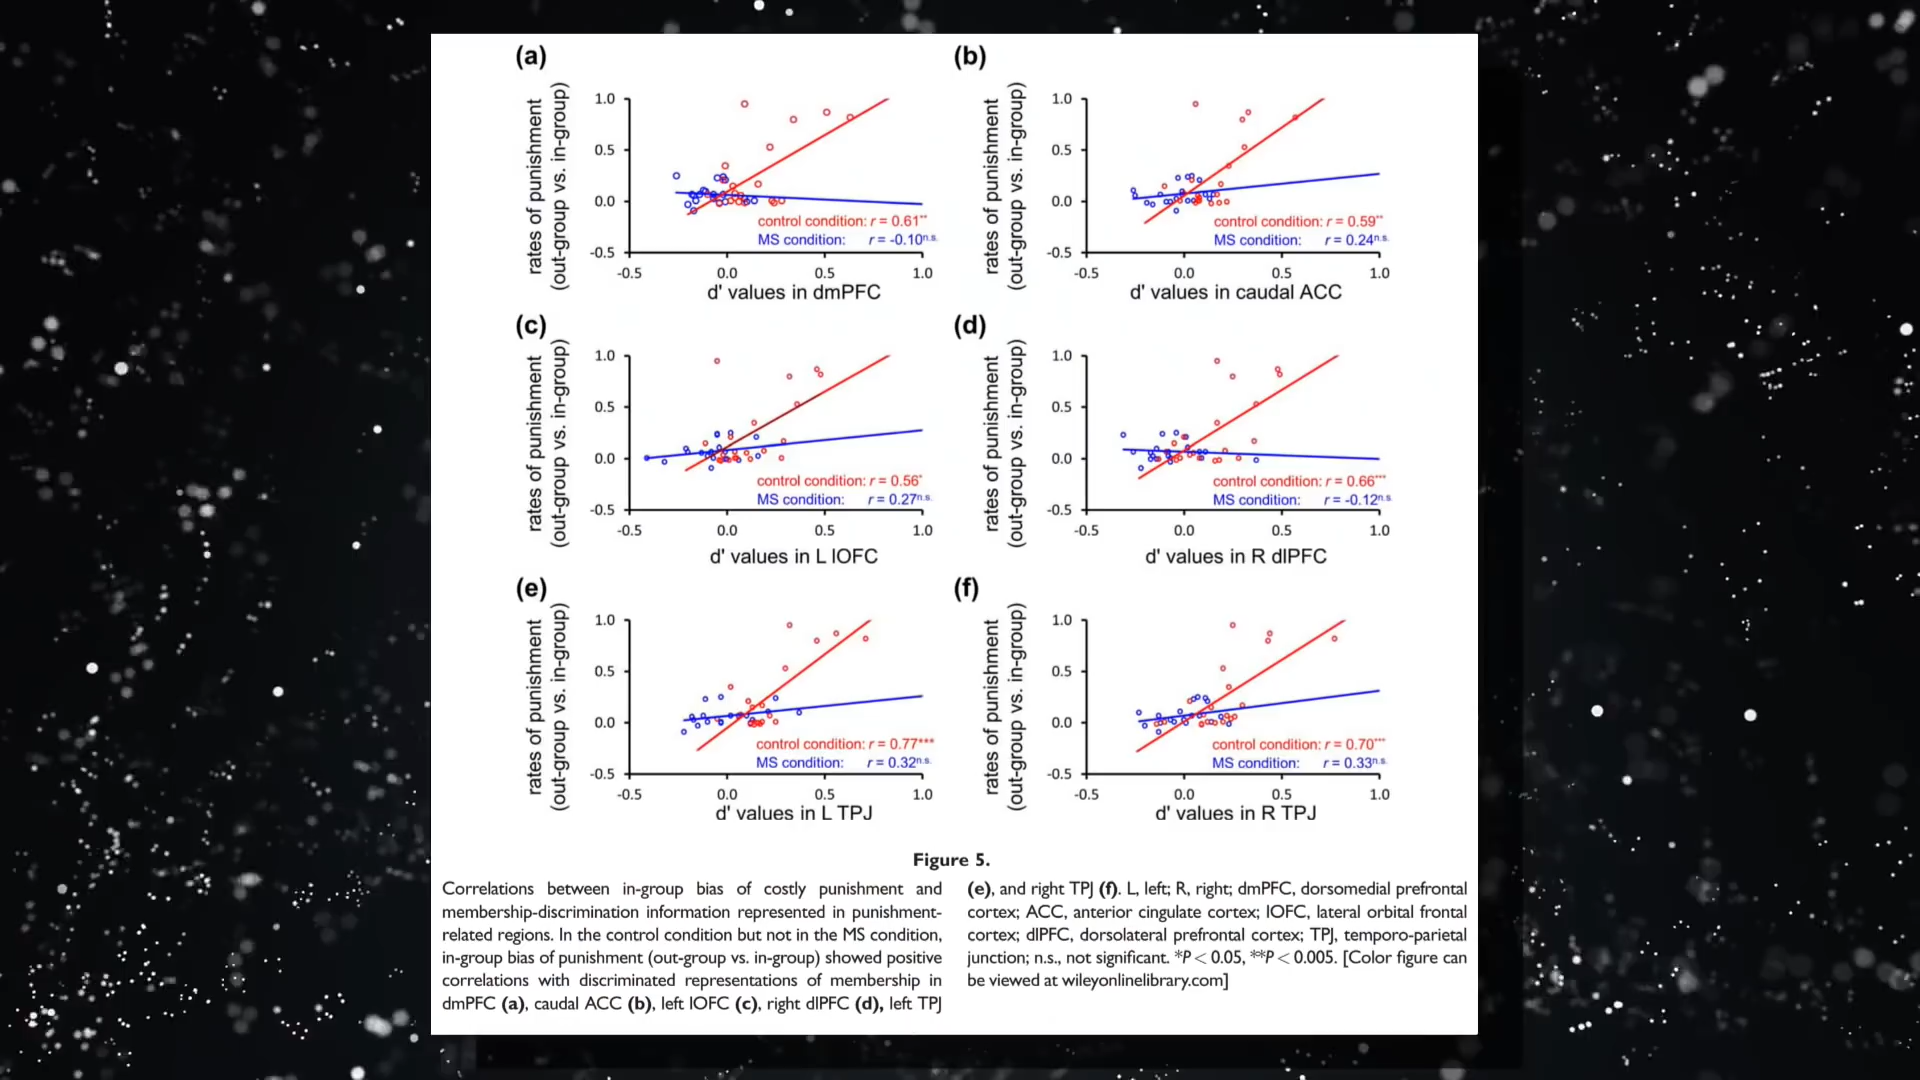 (a)
rates of punishment
(out-group vs. in-group)
1.0
0.5
0.0
-0.5
control condition: r = 0.61**
MS condition: r = -0.10n.s.
-0.5 0.0 0.5 1.0
d' values in dmPFC
(b)
rates of punishment
(out-group vs. in-group)
1.0
0.5
0.0
-0.5
control condition: r = 0.59**
MS condition: r = 0.24n.s.
-0.5 0.0 0.5 1.0
d' values in caudal ACC
(c)
rates of punishment
(out-group vs. in-group)
1.0
0.5
0.0
-0.5
control condition: r = 0.56*
MS condition: r = 0.27n.s.
-0.5 0.0 0.5 1.0
d' values in L lOFC
(d)
rates of punishment
(out-group vs. in-group)
1.0
0.5
0.0
-0.5
control condition: r = 0.66***
MS condition: r = -0.12n.s.
-0.5 0.0 0.5 1.0
d' values in R dlPFC
(e)
rates of punishment
(out-group vs. in-group)
1.0
0.5
0.0
-0.5
control condition: r = 0.77***
MS condition: r = 0.32n.s.
-0.5 0.0 0.5 1.0
d' values in L TPJ
(f)
rates of punishment
(out-group vs. in-group)
1.0
0.5
0.0
-0.5
control condition: r = 0.70***
MS condition: r = 0.33n.s.
-0.5 0.0 0.5 1.0
d' values in R TPJ
Figure 5.
Correlations between in-group bias of costly punishment and
membership-discrimination information represented in punishment-
related regions. In the control condition but not in the MS condition,
in-group bias of punishment (out-group vs. in-group) showed positive
correlations with discriminated representations of membership in
dmPFC (a), caudal ACC (b), left lOFC (c), right dlPFC (d), left TPJ
(e), and right TPJ (f). L, left; R, right; dmPFC, dorsomedial prefrontal
cortex; ACC, anterior cingulate cortex; lOFC, lateral orbital frontal
cortex; dlPFC, dorsolateral prefrontal cortex; TPJ, temporo-parietal
junction; n.s., not significant. *P < 0.05, **P < 0.005. [Color figure can
be viewed at wileyonlinelibrary.com]